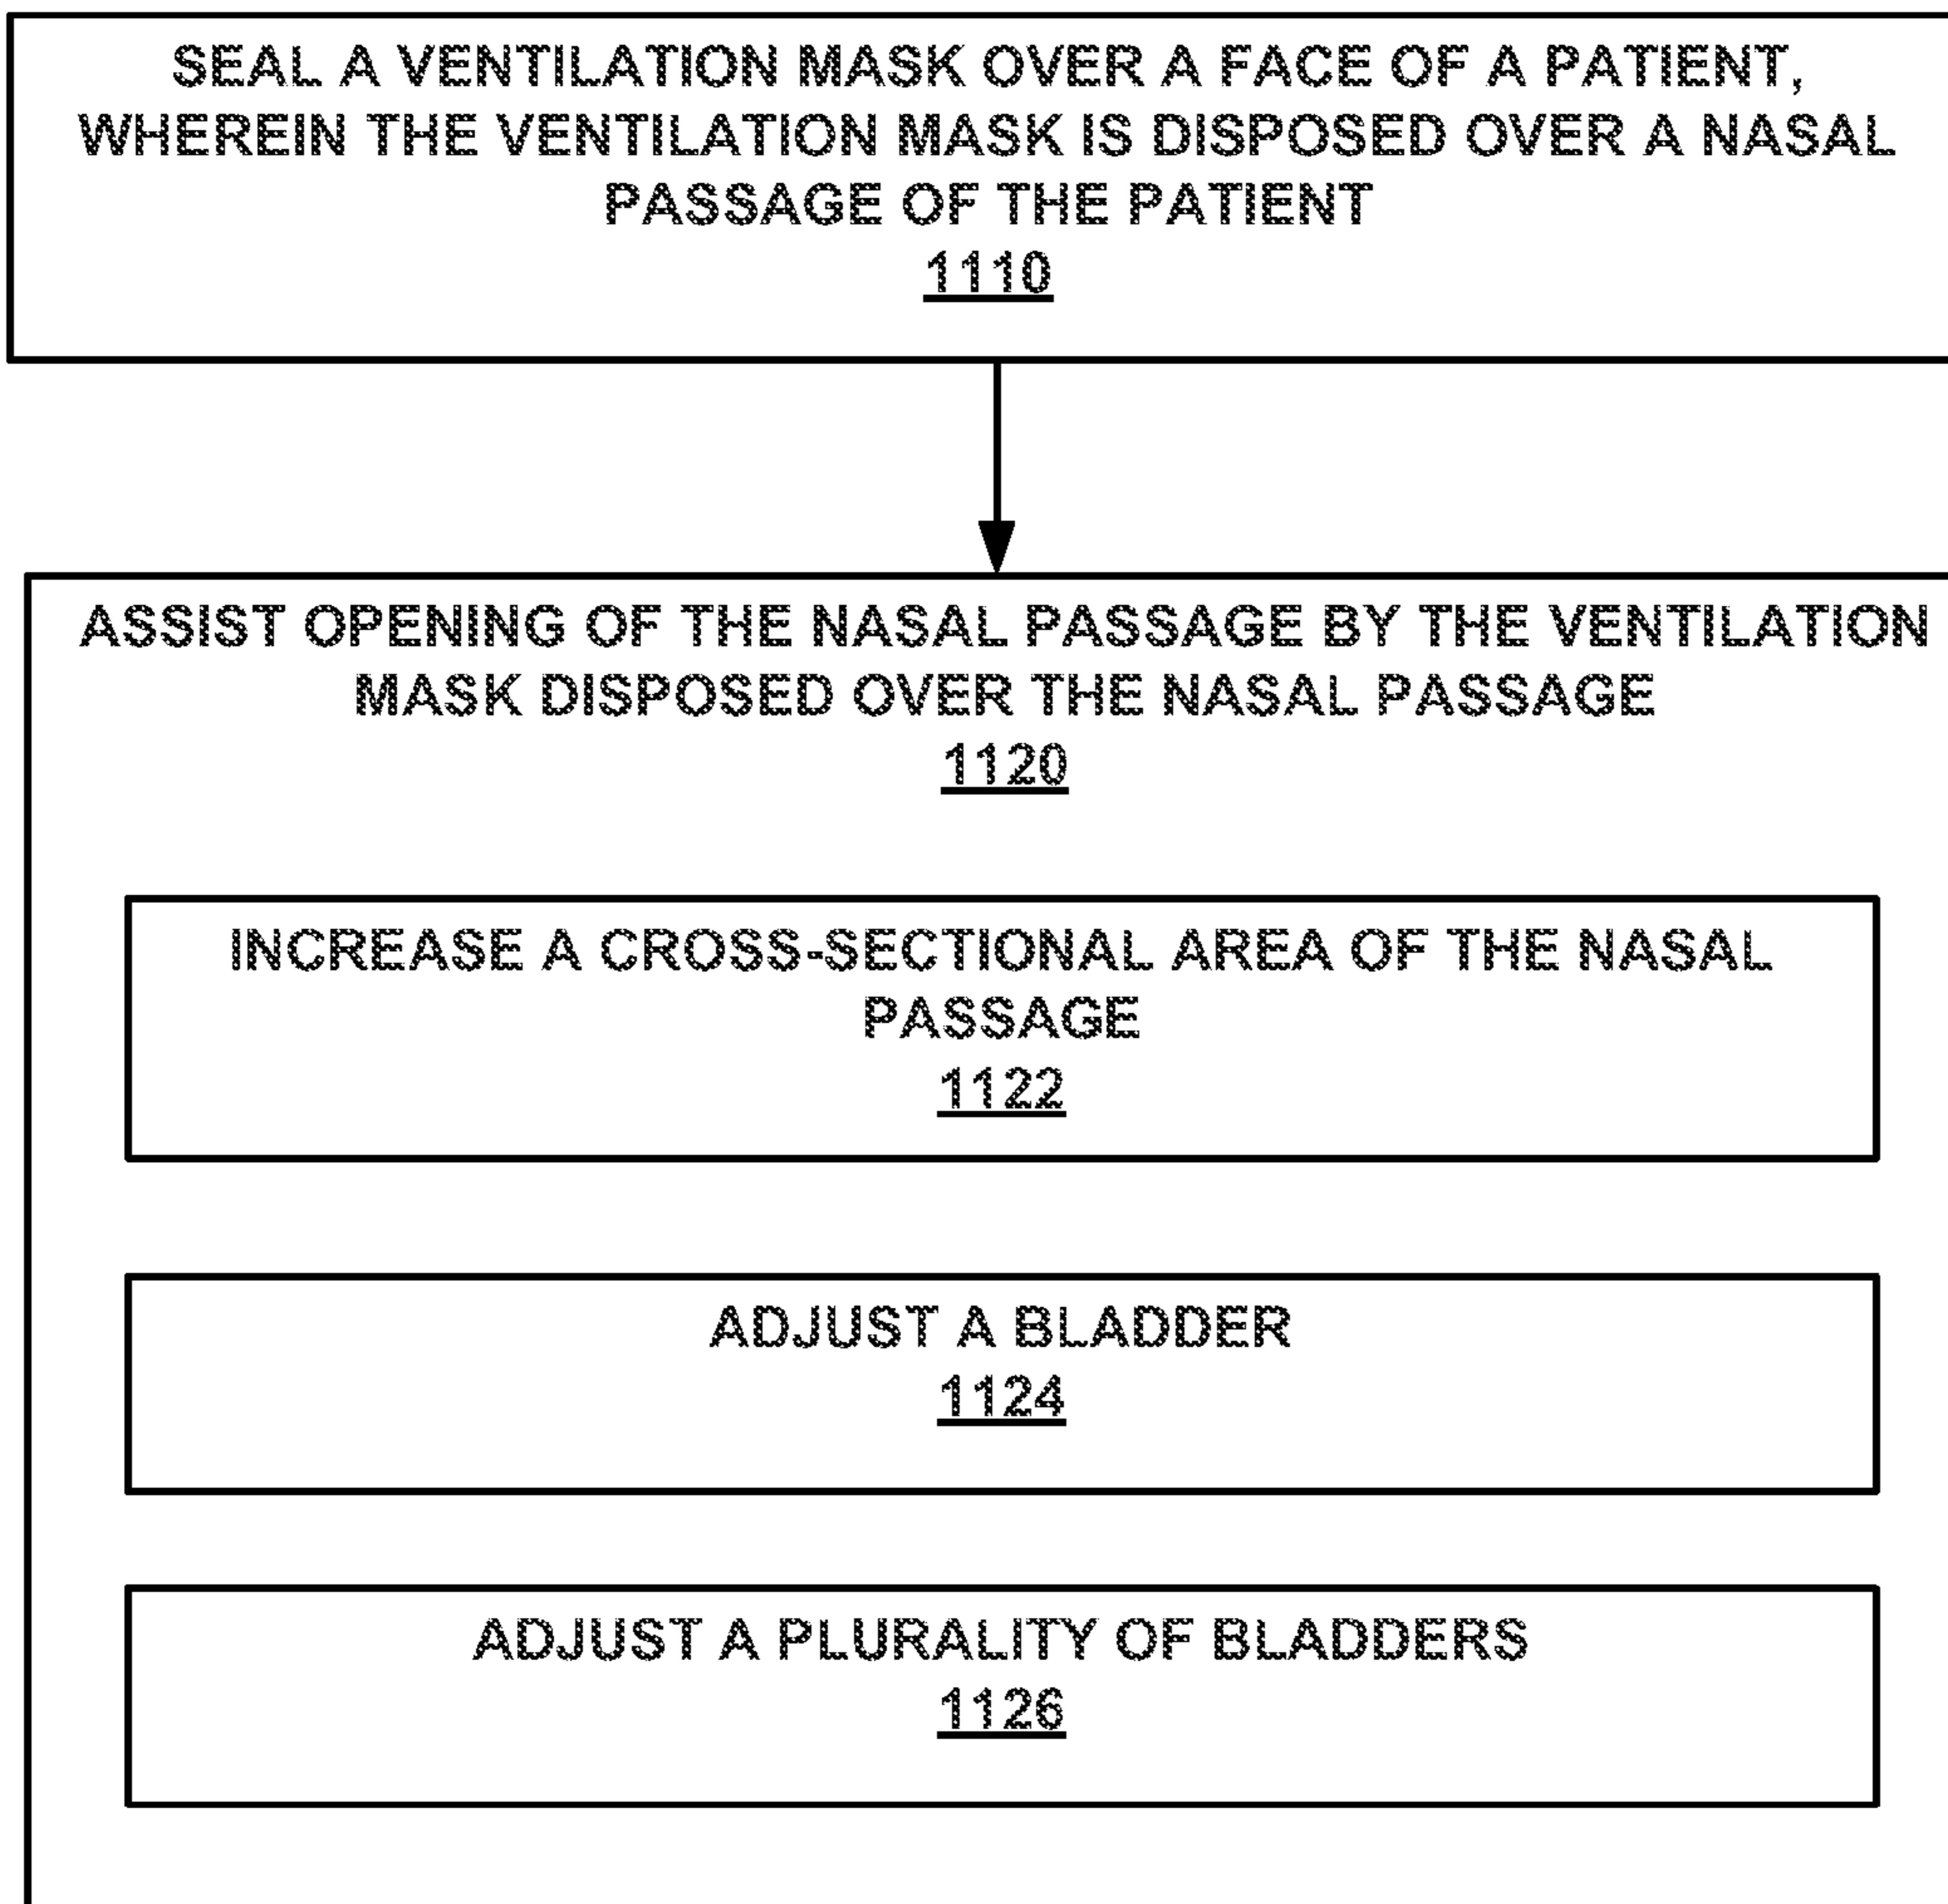 SEAL A VENTILATION MASK OVER A FACE OF A PATIENT,
WHEREIN THE VENTILATION MASK IS DISPOSED OVER A NASAL
PASSAGE OF THE PATIENT
1110
ASSIST OPENING OF THE NASAL PASSAGE BY THE VENTILATION
MASK DISPOSED OVER THE NASAL PASSAGE
1120
INCREASE A CROSS-SECTIONAL AREA OF THE NASAL
PASSAGE
1122
ADJUST A BLADDER
1124
ADJUST A PLURALITY OF BLADDERS
1126